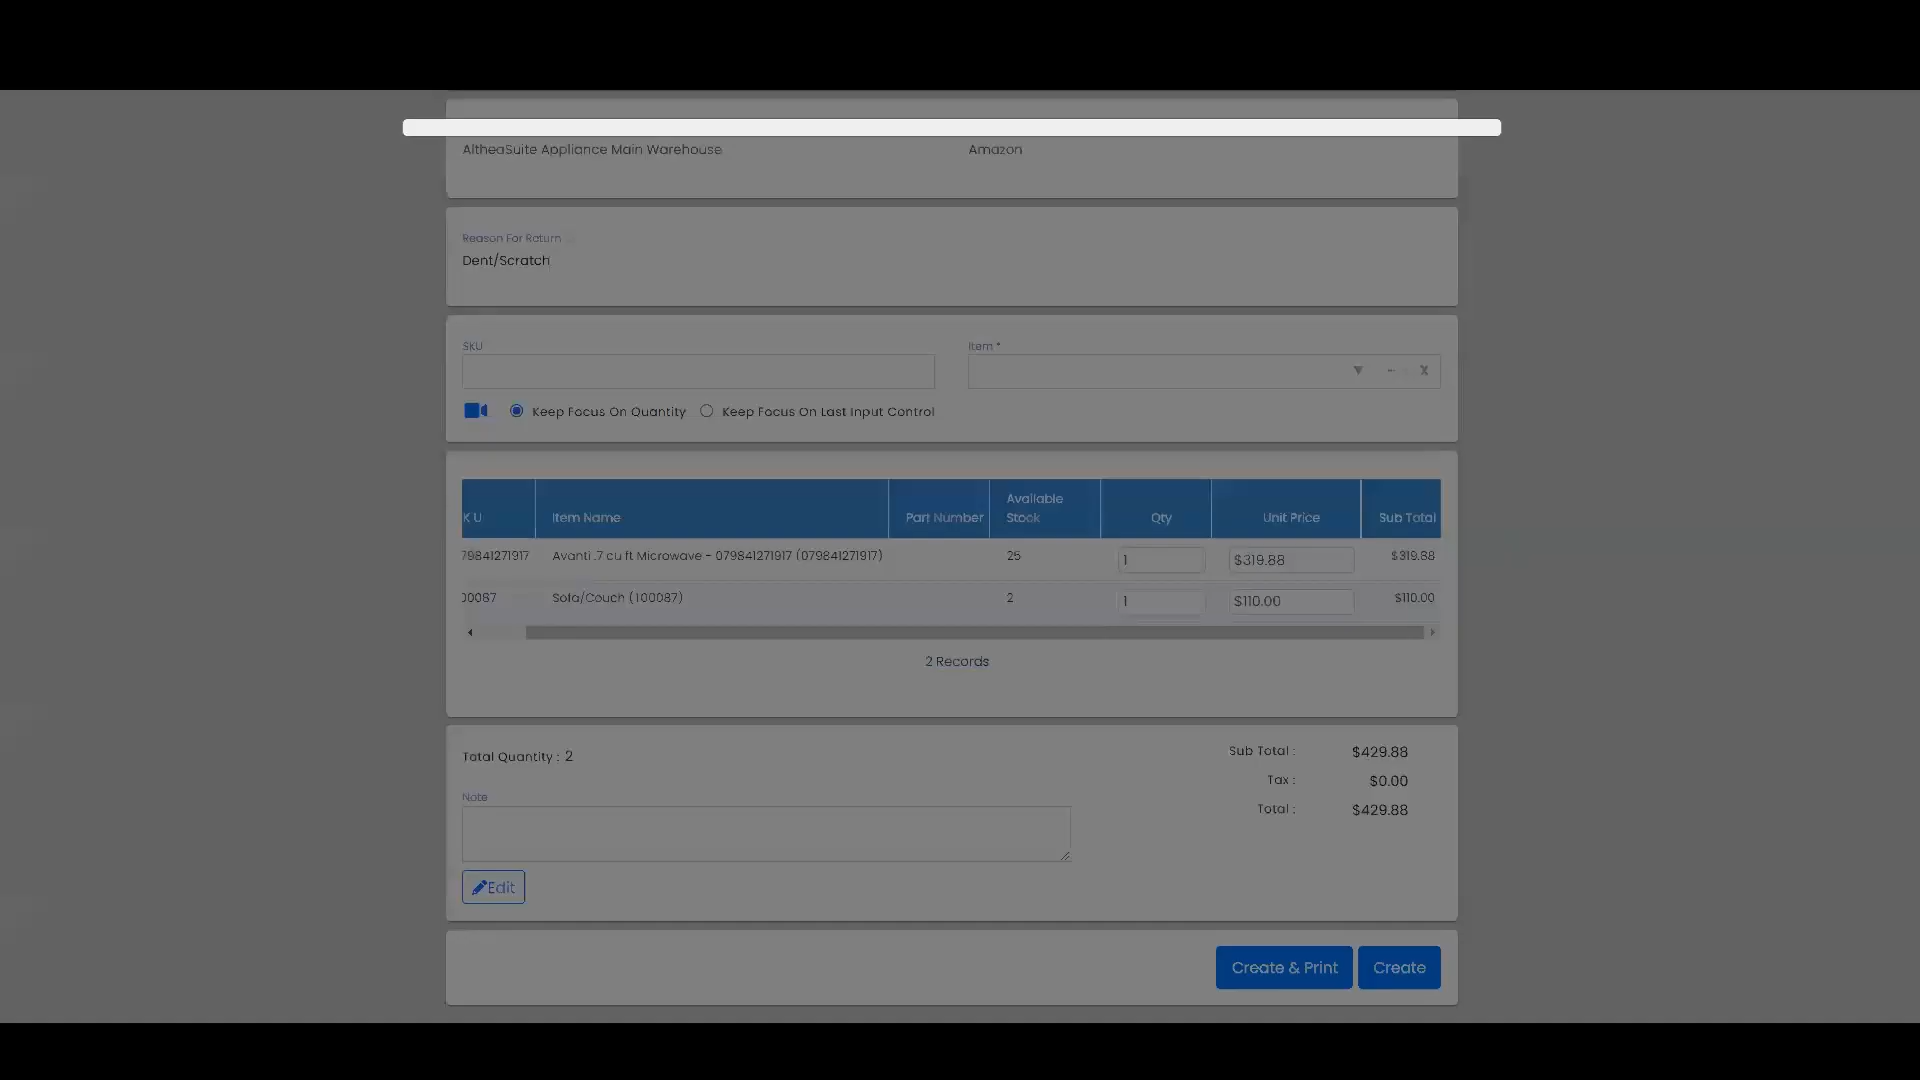 AltheaSuite Appliance Main Warehouse
Amazon
Reason For Return
Dent/Scratch
SKU
Item *
X
Keep Focus On Quantity
Keep Focus On Last Input Control
K U
Item Name
Part Number
Available
Stock
Qty
Unit Price
Sub Total
79841271917
Avanti .7 cu ft Microwave - 079841271917 (079841271917)
25
1
$319.88
$319.88
00087
Sofa/Couch (100087)
2
1
$110.00
$110.00
2 Records
Total Quantity : 2
Sub Total :
$429.88
Tax :
$0.00
Total :
$429.88
Note
Edit
Create & Print
Create